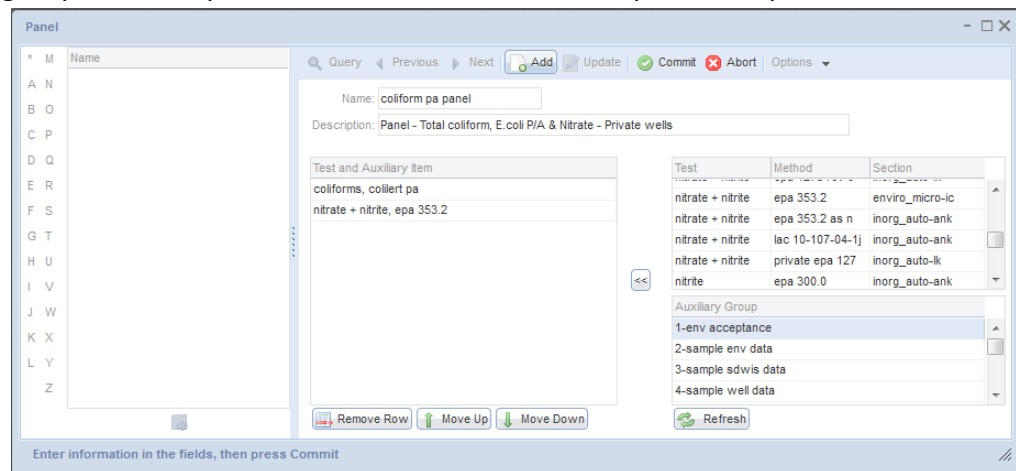 Panel
* M
A N
B O
C P
D Q
E R
F S
G T
H U
I V
J W
K X
L Y
Z
Name
Query Previous Next Add Update Commit Abort Options
Name: coliform pa panel
Description: Panel - Total coliform, E.coli P/A & Nitrate - Private wells
Test and Auxiliary Item
coliforms, colilert pa
nitrate + nitrite, epa 353.2
<<
Test Method Section
nitrate + nitrite epa 353.2 enviro_micro-ic
nitrate + nitrite epa 353.2 as n inorg_auto-ank
nitrate + nitrite lac 10-107-04-1j inorg_auto-ank
nitrate + nitrite private epa 127 inorg_auto-lk
nitrite epa 300.0 inorg_auto-ank
Auxiliary Group
1-env acceptance
2-sample env data
3-sample sdwis data
4-sample well data
Remove Row Move Up Move Down Refresh
Enter information in the fields, then press Commit